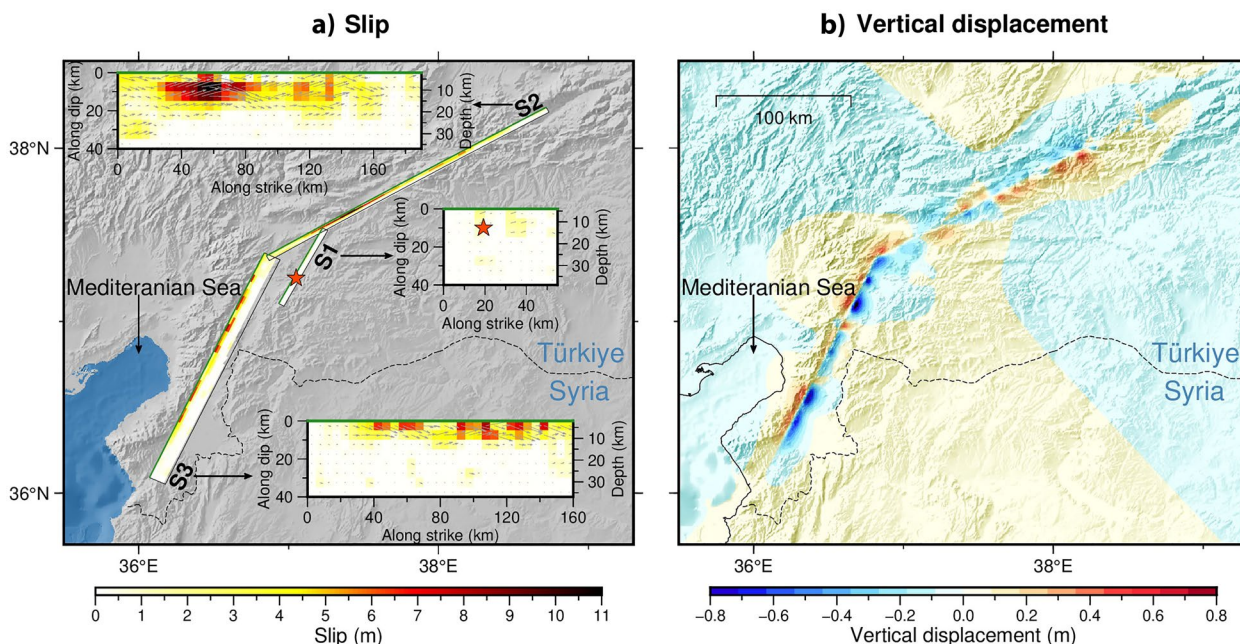 a) Slip
b) Vertical displacement
0
20
40
Along dip (km)
10
20
30
Depth (km)
0
40
80
120
160
Along strike (km)
S2
38°N
0
20
40
Along dip (km)
10
20
30
Depth (km)
0
20
40
Along strike (km)
S1
Mediteranian Sea
Türkiye
Syria
0
20
40
Along dip (km)
10
20
30
Depth (km)
0
40
80
120
160
Along strike (km)
S3
36°N
36°E
38°E
0
1
2
3
4
5
6
7
8
9
10
11
Slip (m)
100 km
Mediteranian Sea
Türkiye
Syria
36°E
38°E
−0.8
−0.6
−0.4
−0.2
0.0
0.2
0.4
0.6
0.8
Vertical displacement (m)